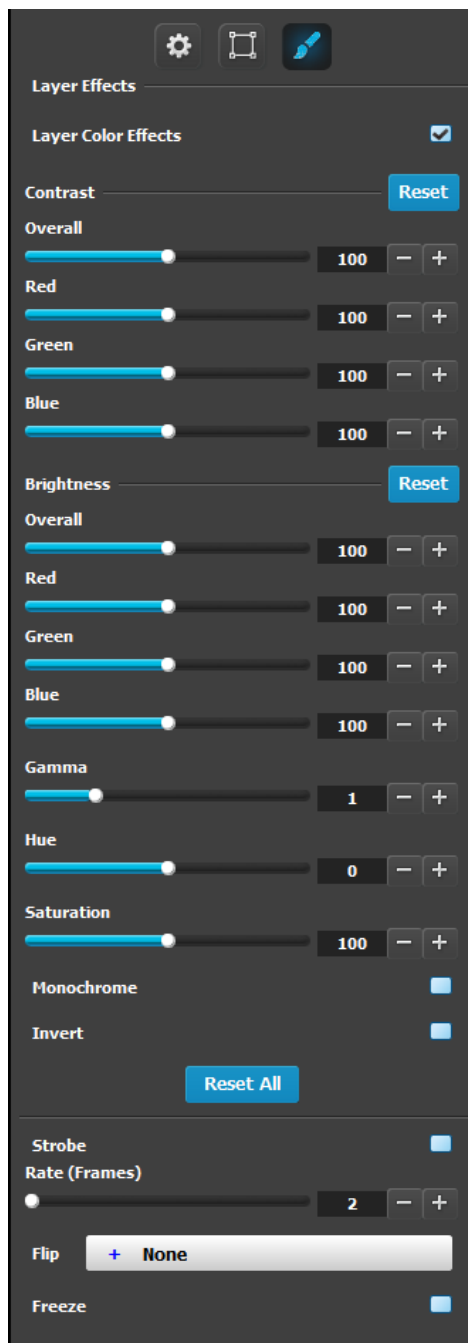 Layer Effects
Layer Color Effects
Contrast Reset
Overall
100 − +
Red
100 − +
Green
100 − +
Blue
100 − +
Brightness Reset
Overall
100 − +
Red
100 − +
Green
100 − +
Blue
100 − +
Gamma
1 − +
Hue
0 − +
Saturation
100 − +
Monochrome
Invert
Reset All
Strobe
Rate (Frames)
2 − +
Flip + None
Freeze